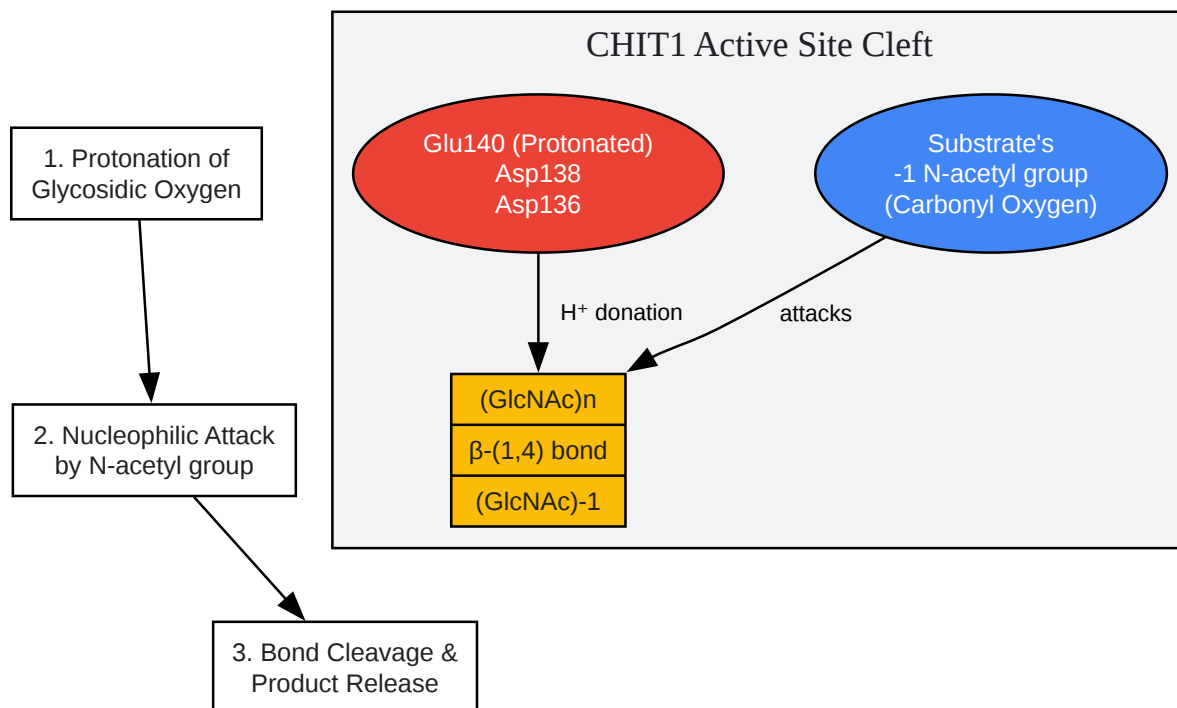 CHIT1 Active Site Cleft
Glu140 (Protonated)
Asp138
Asp136
Substrate's
-1 N-acetyl group
(Carbonyl Oxygen)
1. Protonation of
Glycosidic Oxygen
H⁺ donation
attacks
(GlcNAc)n
β-(1,4) bond
(GlcNAc)-1
2. Nucleophilic Attack
by N-acetyl group
3. Bond Cleavage &
Product Release